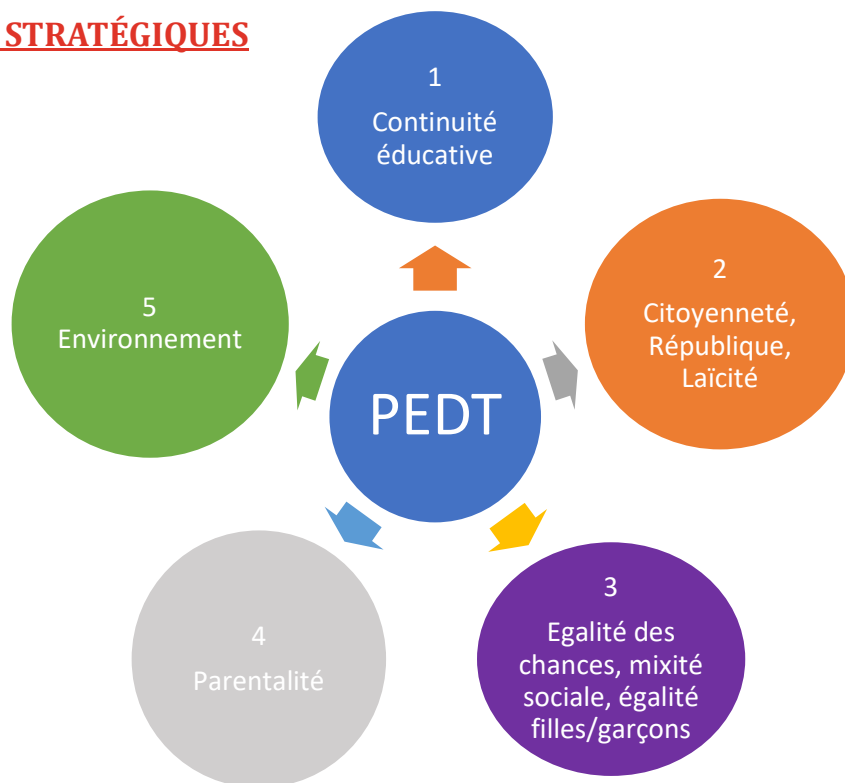 STRATÉGIQUES
1
Continuité
éducative
2
Citoyenneté,
République,
Laïcité
3
Egalité des
chances, mixité
sociale, égalité
filles/garçons
4
Parentalité
5
Environnement
PEDT